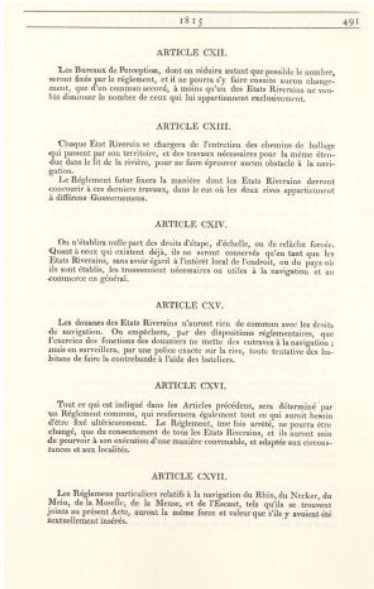 1815
491
ARTICLE CXII.
Les Bureaux de Perception, dont on réduira autant que possible le nombre,
seront fixés par le réglement, et il ne pourra s'y faire ensuite aucun change-
ment, que d'un commun accord, à moins qu'un des Etats Riverains ne vou-
lût diminuer le nombre de ceux qui lui appartiennent exclusivement.
ARTICLE CXIII.
Chaque Etat Riverain se chargera de l'entretien des chemins de hallage
qui passent par son territoire, et des travaux nécessaires pour la même éten-
due dans le lit de la rivière, pour ne faire éprouver aucun obstacle à la navi-
gation.
Le Réglement futur fixera la manière dont les Etats Riverains devront
concourir à ces derniers travaux, dans le cas où les deux rives appartiennent
à différens Gouvernemens.
ARTICLE CXIV.
On n'établira nulle part des droits d'étape, d'échelle, ou de relâche forcée.
Quant à ceux qui existent déjà, ils ne seront conservés qu'en tant que les
Etats Riverains, sans avoir égard à l'intérêt local de l'endroit, ou du pays où
ils sont établis, les trouveroient nécessaires ou utiles à la navigation et au
commerce en général.
ARTICLE CXV.
Les douanes des Etats Riverains n'auront rien de commun avec les droits
de navigation. On empêchera, par des dispositions réglementaires, que
l'exercice des fonctions des douaniers ne mette des entraves à la navigation ;
mais on surveillera, par une police exacte sur la rive, toute tentative des ha-
bitans de faire la contrebande à l'aide des bateliers.
ARTICLE CXVI.
Tout ce qui est indiqué dans les Articles précédens, sera déterminé par
un Réglement commun, qui renfermera également tout ce qui auroit besoin
d'être fixé ultérieurement. Le Réglement, une fois arrêté, ne pourra être
changé, que du consentement de tous les Etats Riverains, et ils auront soin
de pourvoir à son exécution d'une manière convenable, et adaptée aux circons-
tances et aux localités.
ARTICLE CXVII.
Les Réglemens particuliers relatifs à la navigation du Rhin, du Necker, du
Mein, de la Moselle, de la Meuse, et de l'Escaut, tels qu'ils se trouvent
joints au présent Acte, auront la même force et valeur que s'ils y avoient été
textuellement insérés.